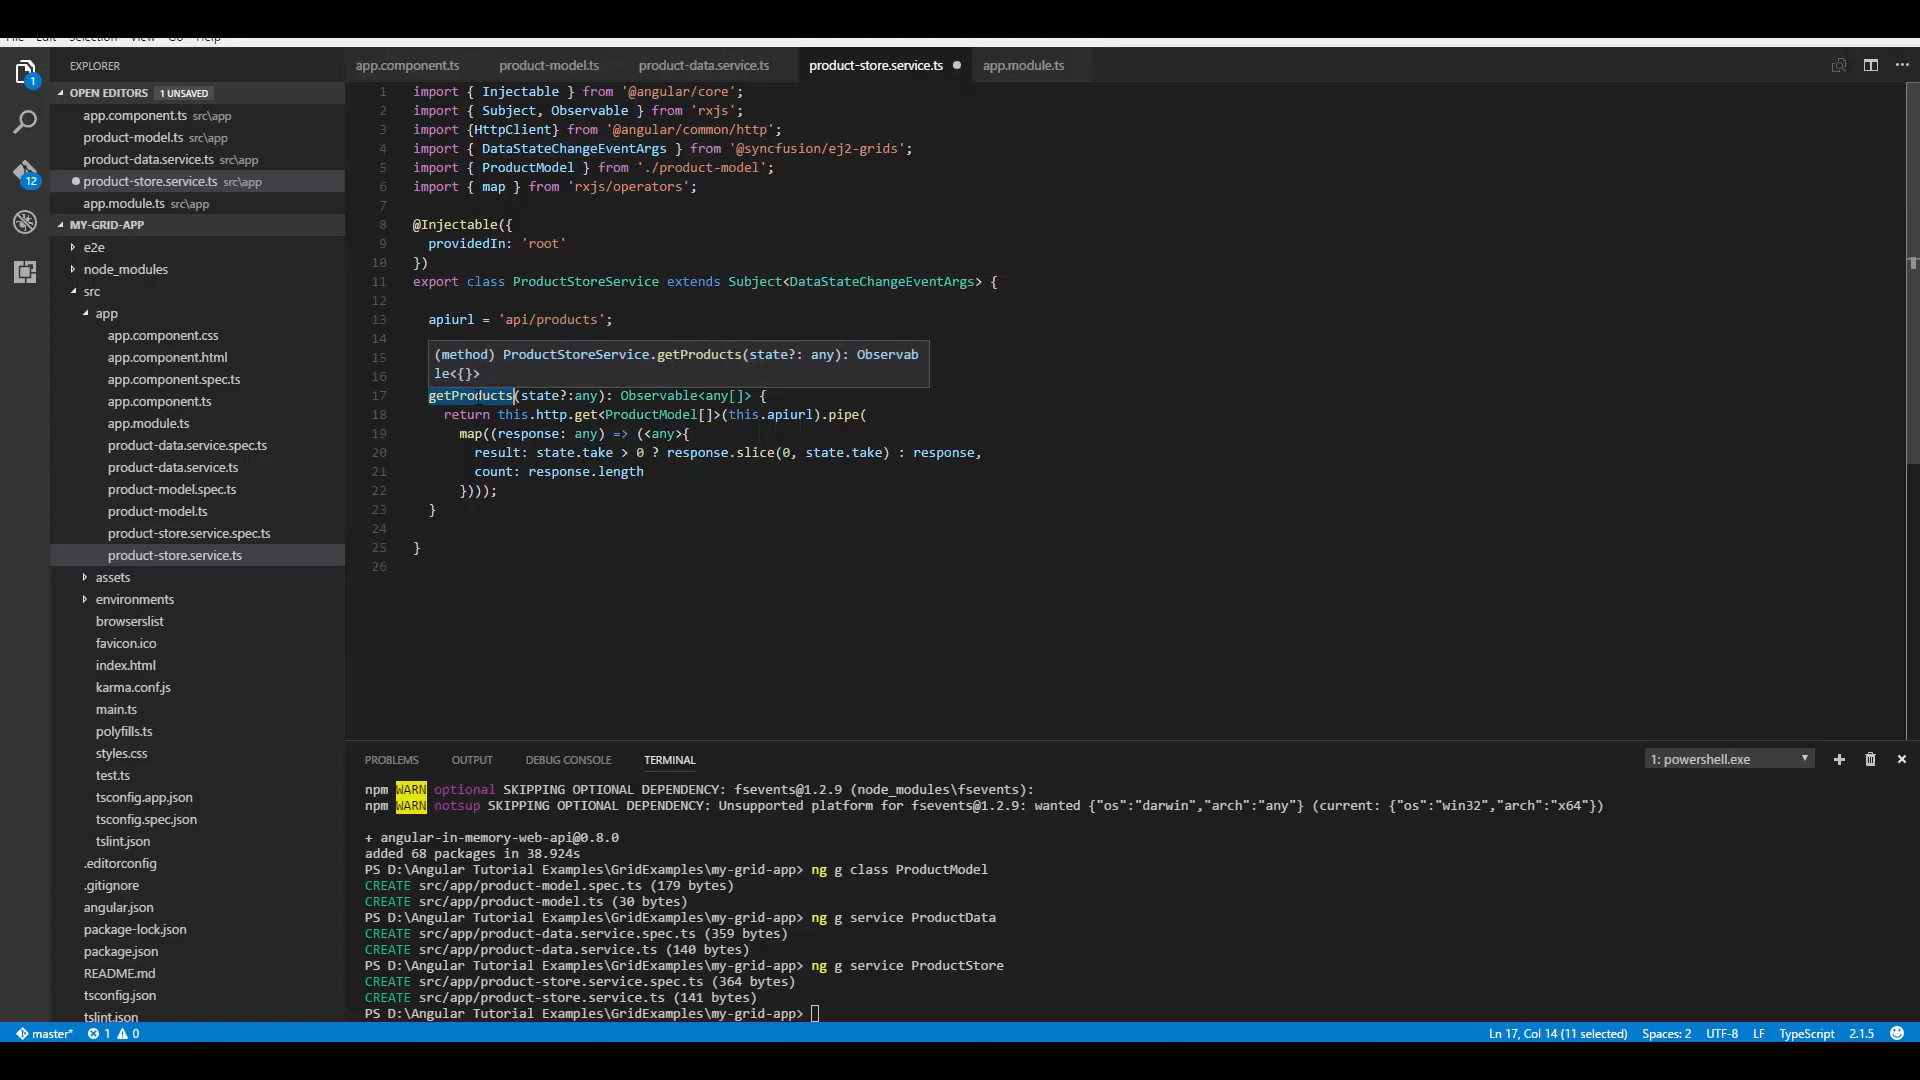 File Edit Selection View Go Help
EXPLORER
OPEN EDITORS 1 UNSAVED
app.component.ts src\app
product-model.ts src\app
product-data.service.ts src\app
product-store.service.ts src\app
app.module.ts src\app
MY-GRID-APP
e2e
node_modules
src
app
app.component.css
app.component.html
app.component.spec.ts
app.component.ts
app.module.ts
product-data.service.spec.ts
product-data.service.ts
product-model.spec.ts
product-model.ts
product-store.service.spec.ts
product-store.service.ts
assets
environments
browserslist
favicon.ico
index.html
karma.conf.js
main.ts
polyfills.ts
styles.css
test.ts
tsconfig.app.json
tsconfig.spec.json
tslint.json
.editorconfig
.gitignore
angular.json
package-lock.json
package.json
README.md
tsconfig.json
tslint.json
1
12
app.component.ts product-model.ts product-data.service.ts product-store.service.ts app.module.ts
1 import { Injectable } from '@angular/core';
2 import { Subject, Observable } from 'rxjs';
3 import {HttpClient} from '@angular/common/http';
4 import { DataStateChangeEventArgs } from '@syncfusion/ej2-grids';
5 import { ProductModel } from './product-model';
6 import { map } from 'rxjs/operators';
7
8 @Injectable({
9 providedIn: 'root'
10 })
11 export class ProductStoreService extends Subject<DataStateChangeEventArgs> {
12
13 apiurl = 'api/products';
14
15 (method) ProductStoreService.getProducts(state?: any): Observab
16 le<{}>
17 getProducts(state?:any): Observable<any[]> {
18 return this.http.get<ProductModel[]>(this.apiurl).pipe(
19 map((response: any) => (<any>{
20 result: state.take > 0 ? response.slice(0, state.take) : response,
21 count: response.length
22 })));
23 }
24
25 }
26
PROBLEMS OUTPUT DEBUG CONSOLE TERMINAL 1: powershell.exe
npm WARN optional SKIPPING OPTIONAL DEPENDENCY: fsevents@1.2.9 (node_modules\fsevents):
npm WARN notsup SKIPPING OPTIONAL DEPENDENCY: Unsupported platform for fsevents@1.2.9: wanted {"os":"darwin","arch":"any"} (current: {"os":"win32","arch":"x64"})
+ angular-in-memory-web-api@0.8.0
added 68 packages in 38.924s
PS D:\Angular Tutorial Examples\GridExamples\my-grid-app> ng g class ProductModel
CREATE src/app/product-model.spec.ts (179 bytes)
CREATE src/app/product-model.ts (30 bytes)
PS D:\Angular Tutorial Examples\GridExamples\my-grid-app> ng g service ProductData
CREATE src/app/product-data.service.spec.ts (359 bytes)
CREATE src/app/product-data.service.ts (140 bytes)
PS D:\Angular Tutorial Examples\GridExamples\my-grid-app> ng g service ProductStore
CREATE src/app/product-store.service.spec.ts (364 bytes)
CREATE src/app/product-store.service.ts (141 bytes)
PS D:\Angular Tutorial Examples\GridExamples\my-grid-app>
master* 1 0 Ln 17, Col 14 (11 selected) Spaces: 2 UTF-8 LF TypeScript 2.1.5